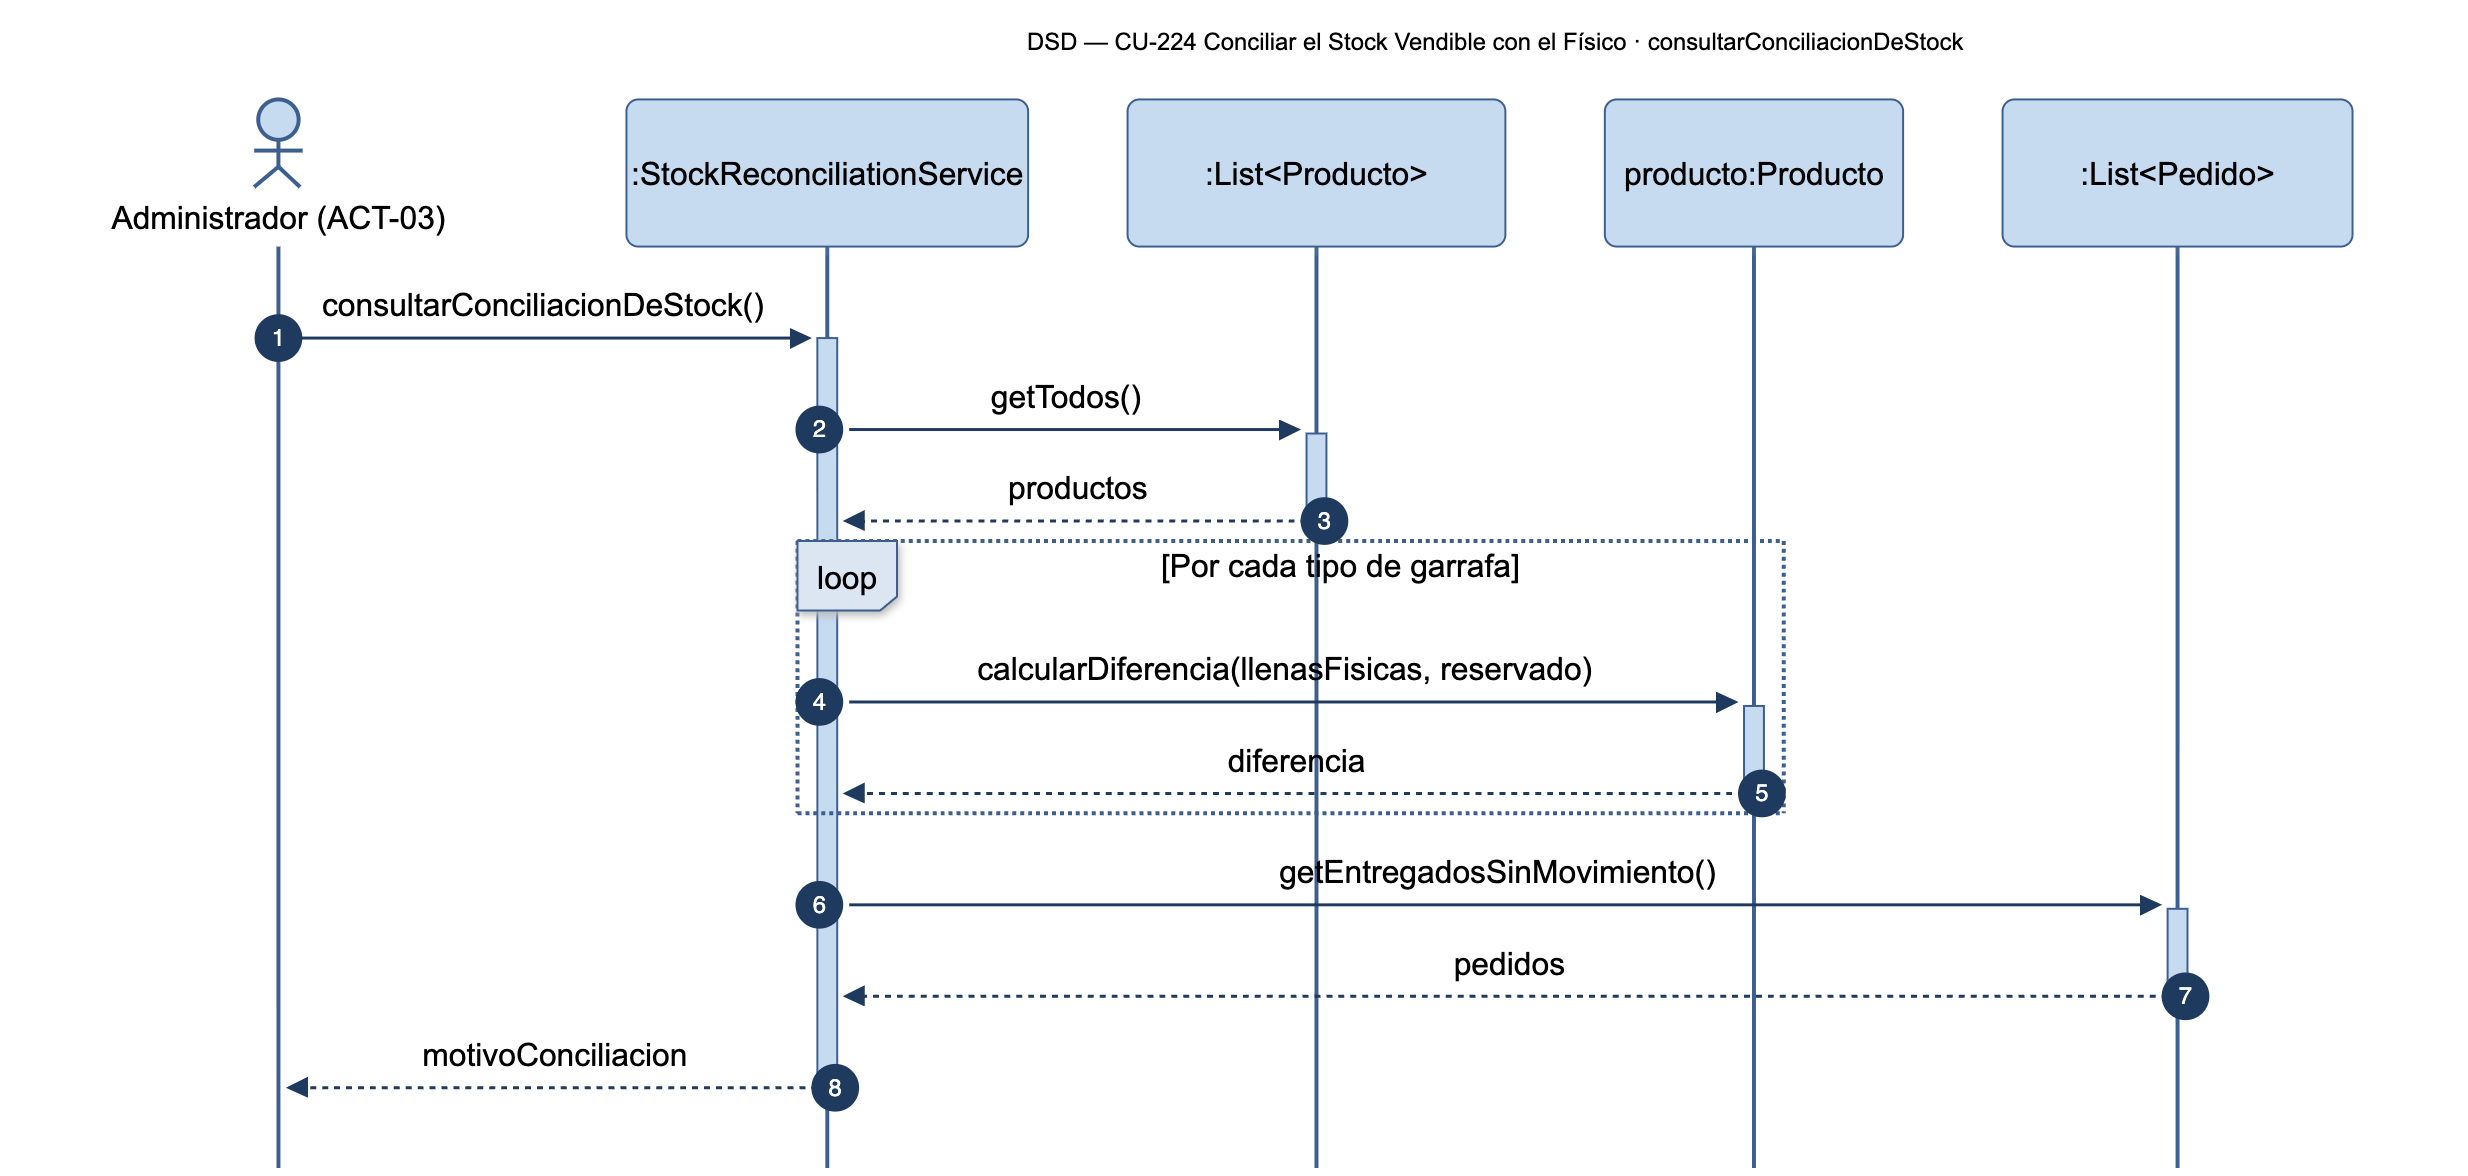 DSD — CU-224 Conciliar el Stock Vendible con el Físico · consultarConciliacionDeStock
Administrador (ACT-03)
:StockReconciliationService
:List<Producto>
producto:Producto
:List<Pedido>
consultarConciliacionDeStock()
1
getTodos()
2
productos
3
loop
[Por cada tipo de garrafa]
calcularDiferencia(llenasFisicas, reservado)
4
diferencia
5
getEntregadosSinMovimiento()
6
pedidos
7
motivoConciliacion
8